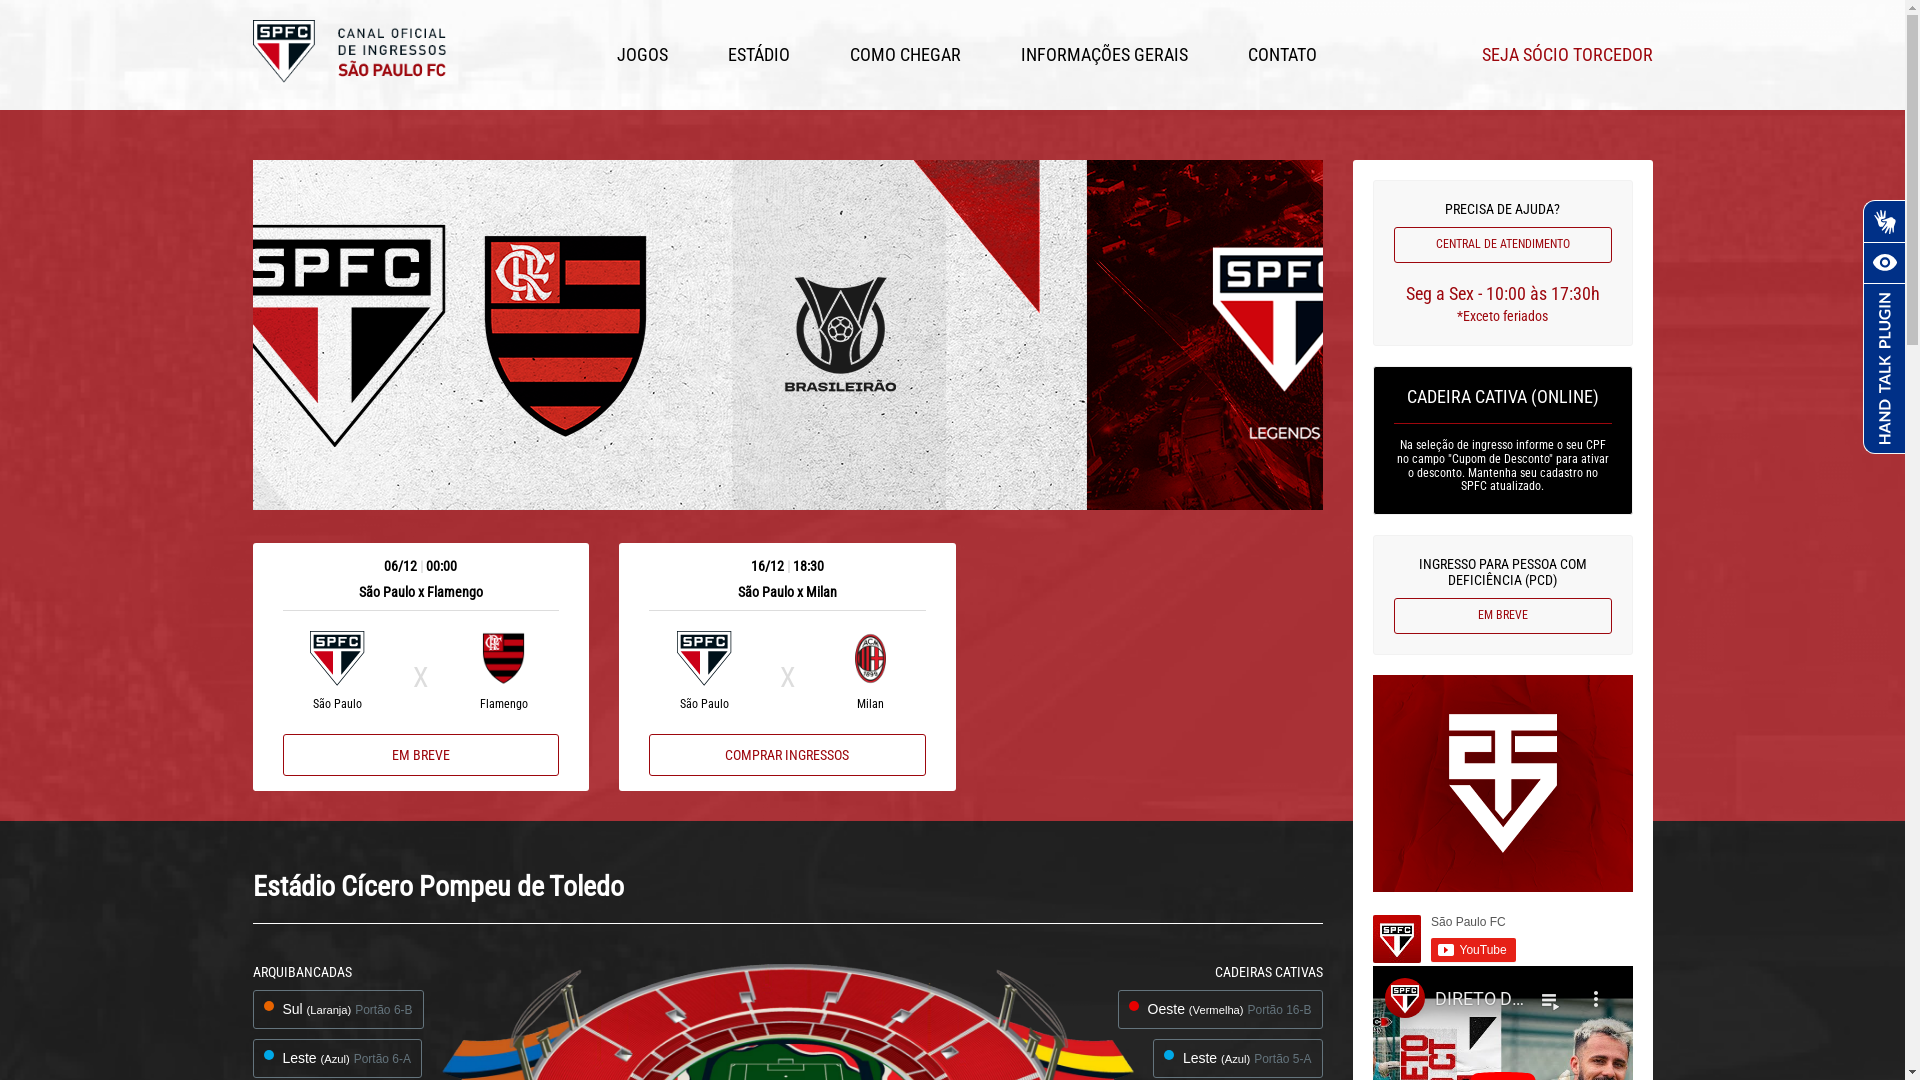 SPFC
CANAL OFICIAL
DE INGRESSOS
SÃO PAULO FC
JOGOS
ESTÁDIO
COMO CHEGAR
INFORMAÇÕES GERAIS
CONTATO
SEJA SÓCIO TORCEDOR
SPFC
CR
BRASILEIRÃO
SPFC
LEGENDS
PRECISA DE AJUDA?
CENTRAL DE ATENDIMENTO
Seg a Sex - 10:00 às 17:30h
*Exceto feriados
HAND TALK PLUGIN
CADEIRA CATIVA (ONLINE)
Na seleção de ingresso informe o seu CPF
no campo "Cupom de Desconto" para ativar
o desconto. Mantenha seu cadastro no
SPFC atualizado.
INGRESSO PARA PESSOA COM
DEFICIÊNCIA (PCD)
EM BREVE
06/12 | 00:00
São Paulo x Flamengo
SPFC
X
São Paulo
Flamengo
EM BREVE
16/12 | 18:30
São Paulo x Milan
SPFC
X
São Paulo
Milan
COMPRAR INGRESSOS
São Paulo FC
YouTube
SPFC
DIRETO D...
Estádio Cícero Pompeu de Toledo
ARQUIBANCADAS
Sul (Laranja) Portão 6-B
Leste (Azul) Portão 6-A
CADEIRAS CATIVAS
Oeste (Vermelha) Portão 16-B
Leste (Azul) Portão 5-A